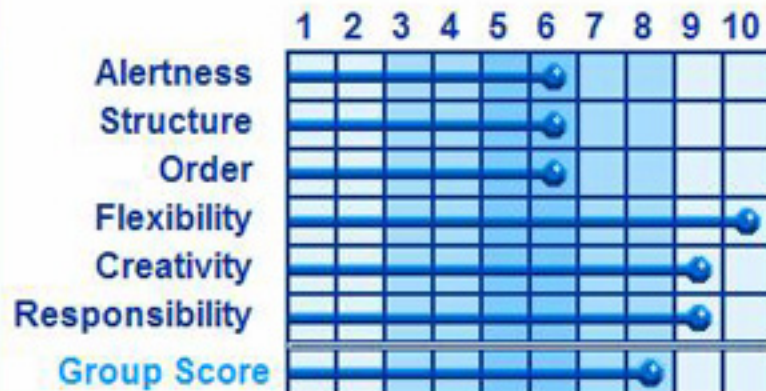 1 2 3 4 5 6 7 8 9 10
Alertness
Structure
Order
Flexibility
Creativity
Responsibility
Group Score